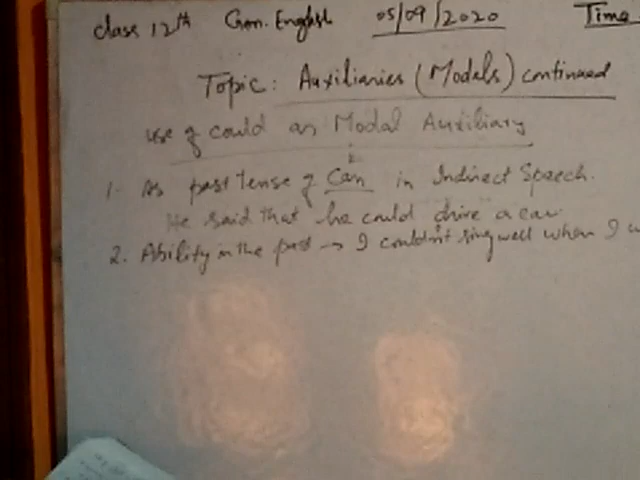 class 12th Gen. English 05/09/2020 Time
Topic: Auxiliaries (Models) continued
use of could as Modal Auxiliary
1. As past Tense of Can in Indirect Speech.
He said that he could drive a car
2. Ability in the past → I couldn't sing well when I w